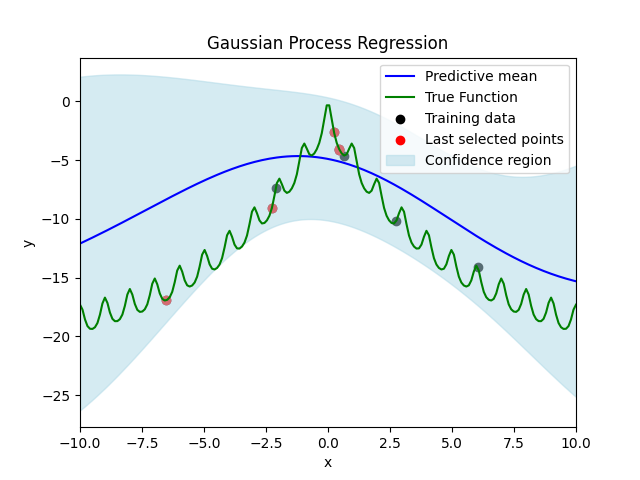 Gaussian Process Regression
Predictive mean
True Function
Training data
Last selected points
Confidence region
y
0
−5
−10
−15
−20
−25
−10.0 −7.5 −5.0 −2.5 0.0 2.5 5.0 7.5 10.0
x